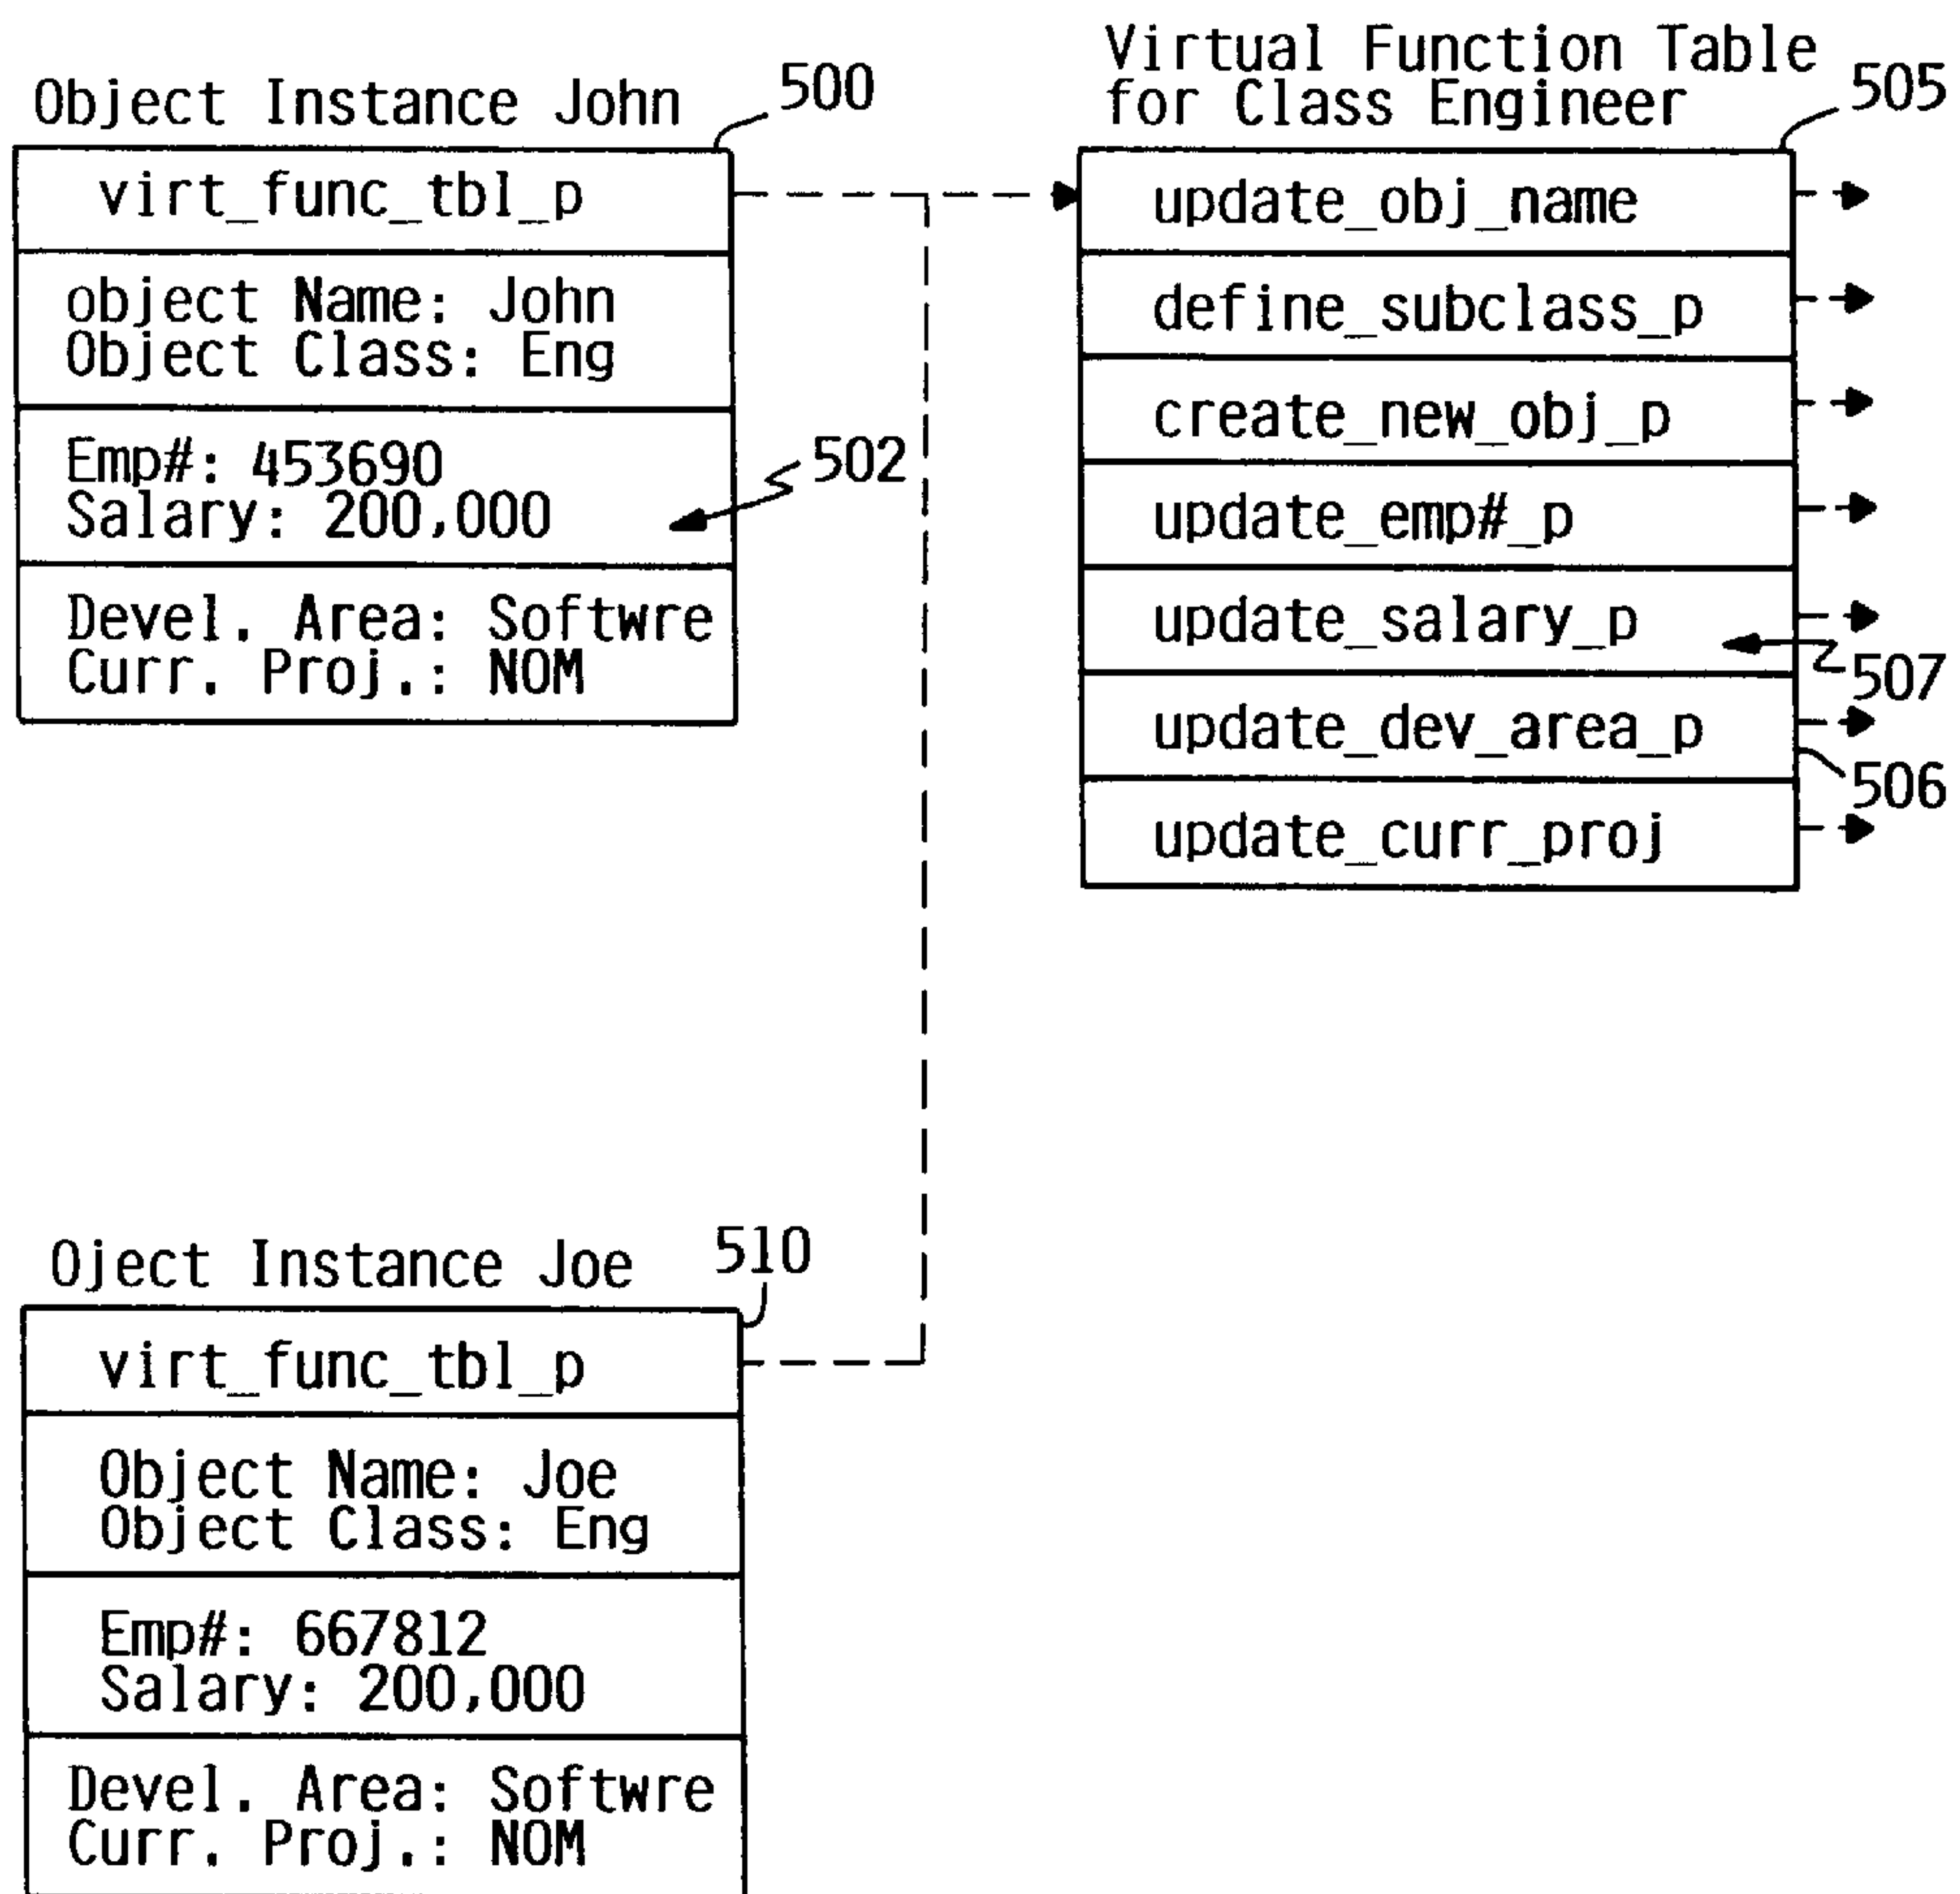 Object Instance John
500
virt_func_tbl_p
object Name: John
Object Class: Eng
Emp#: 453690
Salary: 200,000
502
Devel. Area: Softwre
Curr. Proj.: NOM
Virtual Function Table
for Class Engineer
505
update_obj_name
define_subclass_p
create_new_obj_p
update_emp#_p
update_salary_p
507
update_dev_area_p
506
update_curr_proj
Oject Instance Joe
510
virt_func_tbl_p
Object Name: Joe
Object Class: Eng
Emp#: 667812
Salary: 200,000
Devel. Area: Softwre
Curr. Proj.: NOM